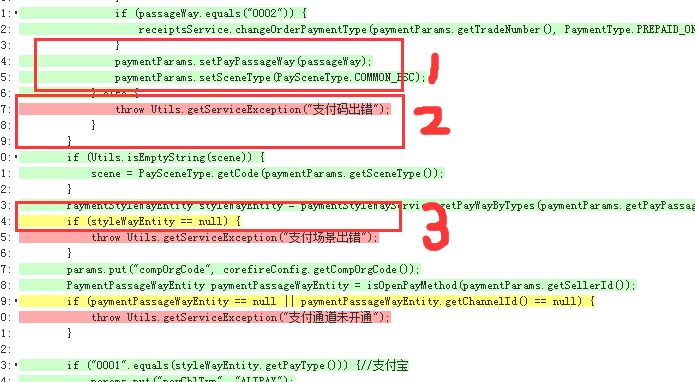 1: if (passageWay.equals("0002")) {
2: receiptsService.changeOrderPaymentType(paymentParams.getTradeNumber(), PaymentType.PREPAID_ON
3: }
4: paymentParams.setPayPassageWay(passageWay);
5: paymentParams.setSceneType(PaySceneType.COMMON_BSC);
6: } else {
7: throw Utils.getServiceException("支付码出错");
8: }
9: }
0: if (Utils.isEmptyString(scene)) {
1: scene = PaySceneType.getCode(paymentParams.getSceneType());
2: }
3: PaymentStyleWayEntity styleWayEntity = paymentStyleWayService.getPayWayByTypes(paymentParams.getPayPassag
4: if (styleWayEntity == null) {
5: throw Utils.getServiceException("支付场景出错");
6: }
7: params.put("compOrgCode", corefireConfig.getCompOrgCode());
8: PaymentPassageWayEntity paymentPassageWayEntity = isOpenPayMethod(paymentParams.getSellerId());
9: if (paymentPassageWayEntity == null || paymentPassageWayEntity.getChannelId() == null) {
0: throw Utils.getServiceException("支付通道未开通");
1: }
2:
3: if ("0001".equals(styleWayEntity.getPayType())) {//支付宝
4: params.put("payChlTyp", "ALIPAY");
1
2
3